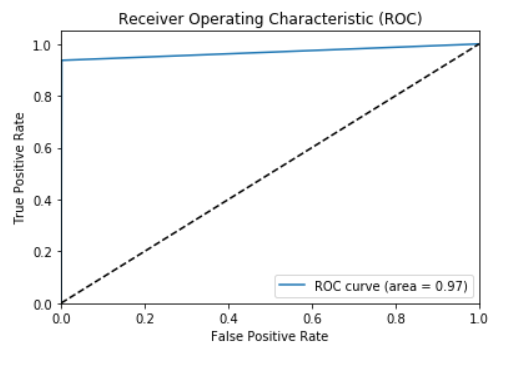 Receiver Operating Characteristic (ROC)
1.0
0.8
0.6
0.4
0.2
0.0
True Positive Rate
ROC curve (area = 0.97)
0.0 0.2 0.4 0.6 0.8 1.0
False Positive Rate